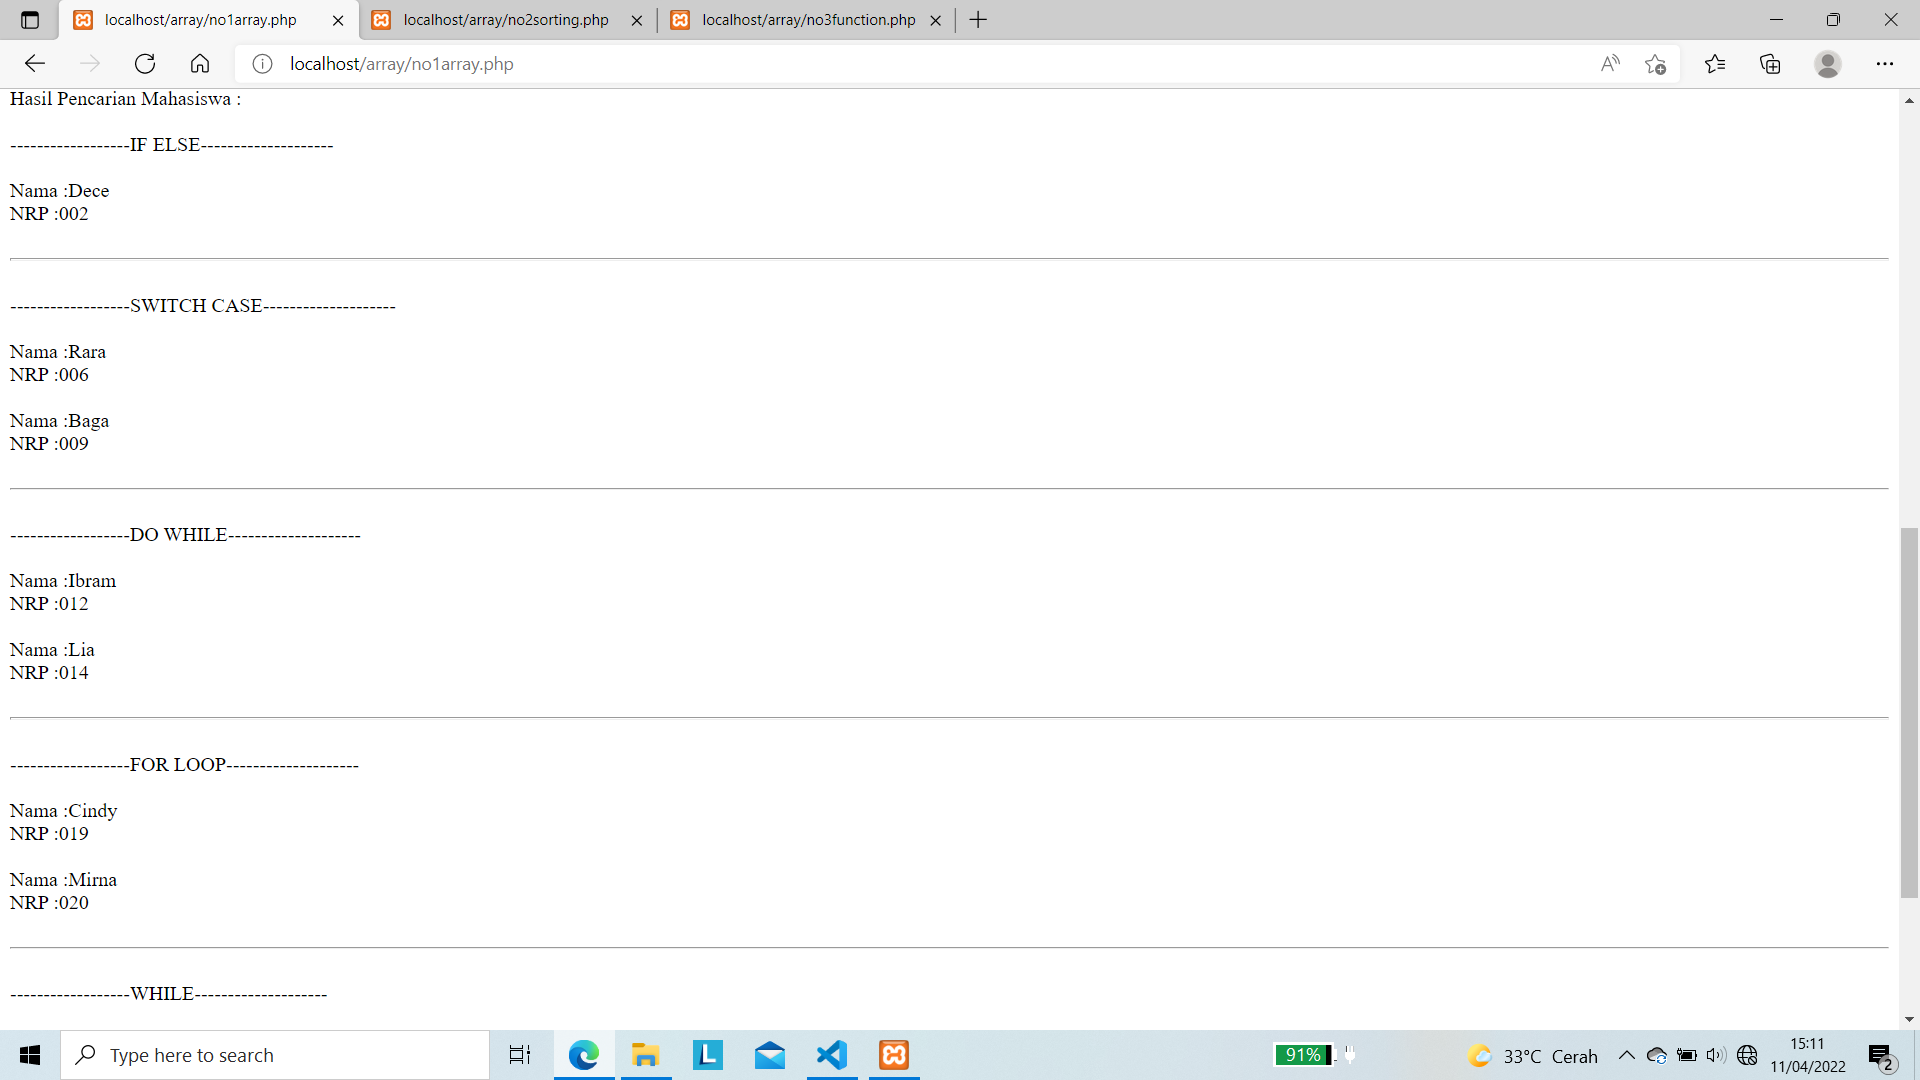 localhost/array/no1array.php
localhost/array/no2sorting.php
localhost/array/no3function.php
localhost/array/no1array.php
Hasil Pencarian Mahasiswa :
------------------IF ELSE--------------------
Nama :Dece
NRP :002
------------------SWITCH CASE--------------------
Nama :Rara
NRP :006
Nama :Baga
NRP :009
------------------DO WHILE--------------------
Nama :Ibram
NRP :012
Nama :Lia
NRP :014
------------------FOR LOOP--------------------
Nama :Cindy
NRP :019
Nama :Mirna
NRP :020
------------------WHILE--------------------
Type here to search
L
91%
33°C Cerah
15:11
11/04/2022
2